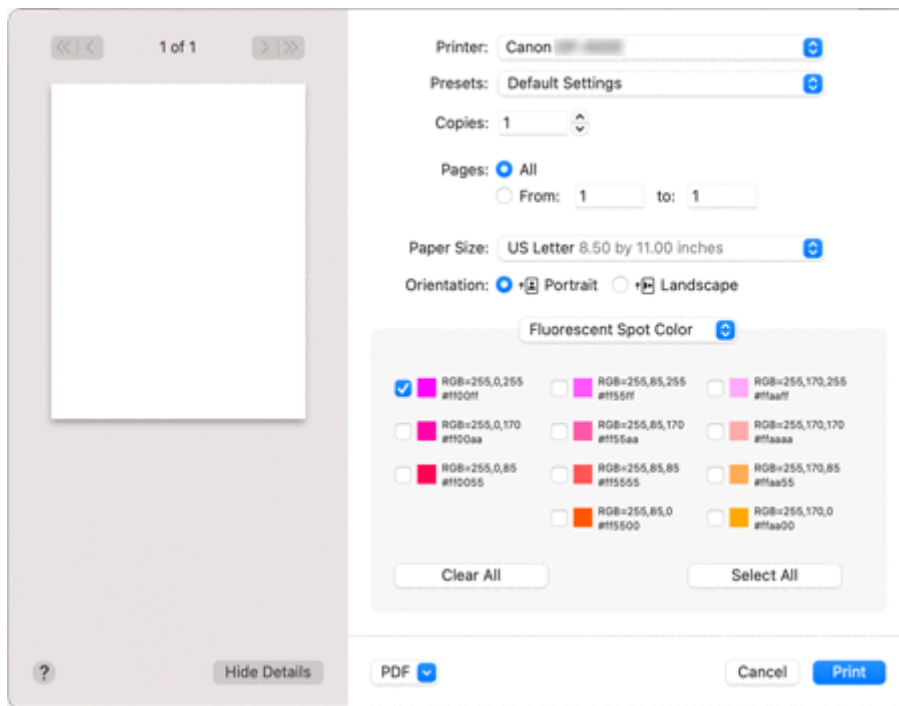 1 of 1
Printer: Canon
Presets: Default Settings
Copies: 1
Pages: All
From: 1 to: 1
Paper Size: US Letter 8.50 by 11.00 inches
Orientation: Portrait Landscape
Fluorescent Spot Color
RGB=255,0,255 RGB=255,85,255 RGB=255,170,255
#ff00ff #ff55ff #ffaaff
RGB=255,0,170 RGB=255,85,170 RGB=255,170,170
#ff00aa #ff55aa #ffaaaa
RGB=255,0,85 RGB=255,85,85 RGB=255,170,85
#ff0055 #ff5555 #ffaa55
RGB=255,85,0 RGB=255,170,0
#ff5500 #ffaa00
Clear All Select All
? Hide Details PDF Cancel Print